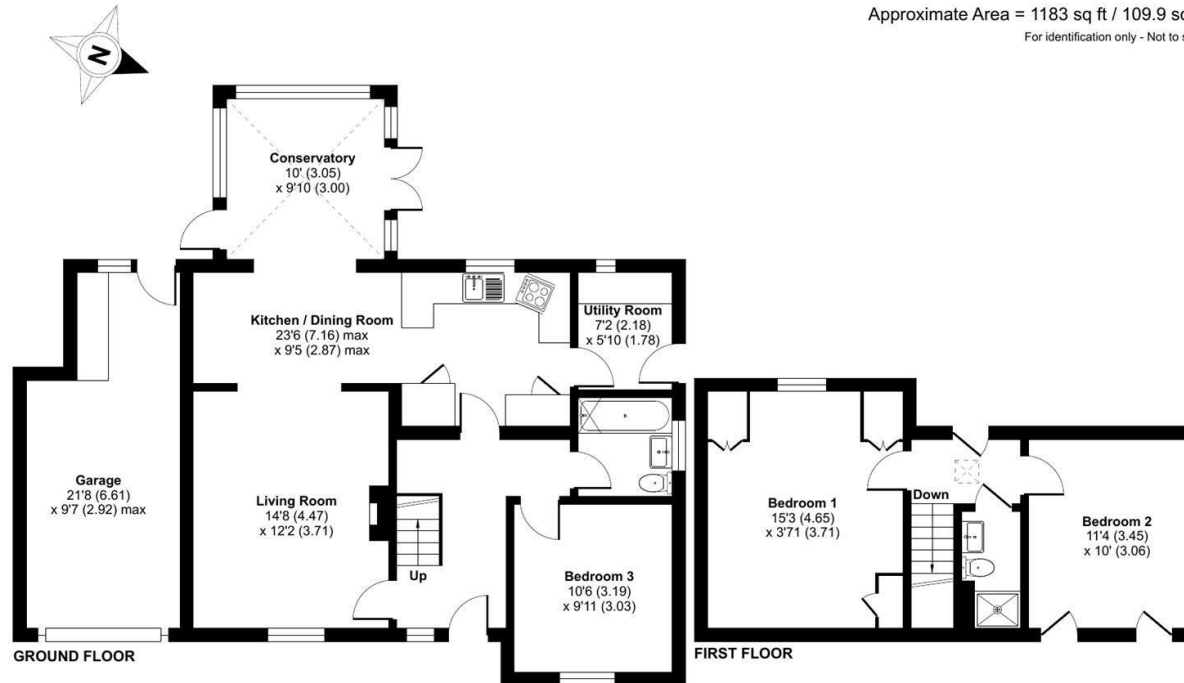 Approximate Area = 1183 sq ft / 109.9 sq
For identification only - Not to s
N
Conservatory
10' (3.05)
x 9'10 (3.00)
Kitchen / Dining Room
23'6 (7.16) max
x 9'5 (2.87) max
Utility Room
7'2 (2.18)
x 5'10 (1.78)
Garage
21'8 (6.61)
x 9'7 (2.92) max
Living Room
14'8 (4.47)
x 12'2 (3.71)
Up
Bedroom 3
10'6 (3.19)
x 9'11 (3.03)
GROUND FLOOR
Bedroom 1
15'3 (4.65)
x 3'71 (3.71)
Down
Bedroom 2
11'4 (3.45)
x 10' (3.06)
FIRST FLOOR